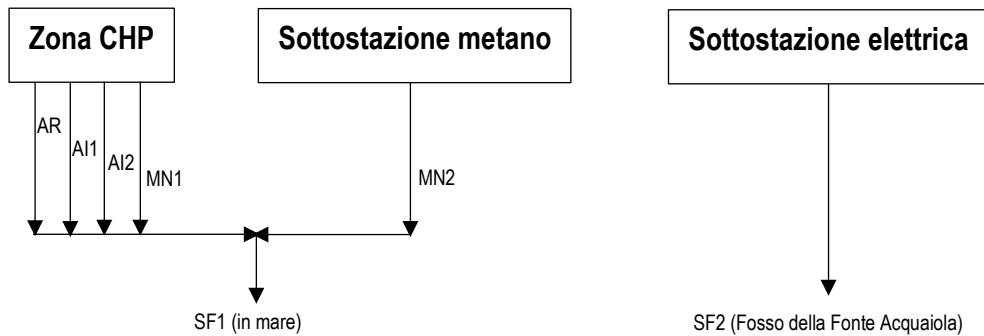 Zona CHP
Sottostazione metano
Sottostazione elettrica
AR
AI1
AI2
MN1
MN2
SF1 (in mare)
SF2 (Fosso della Fonte Acquaiola)